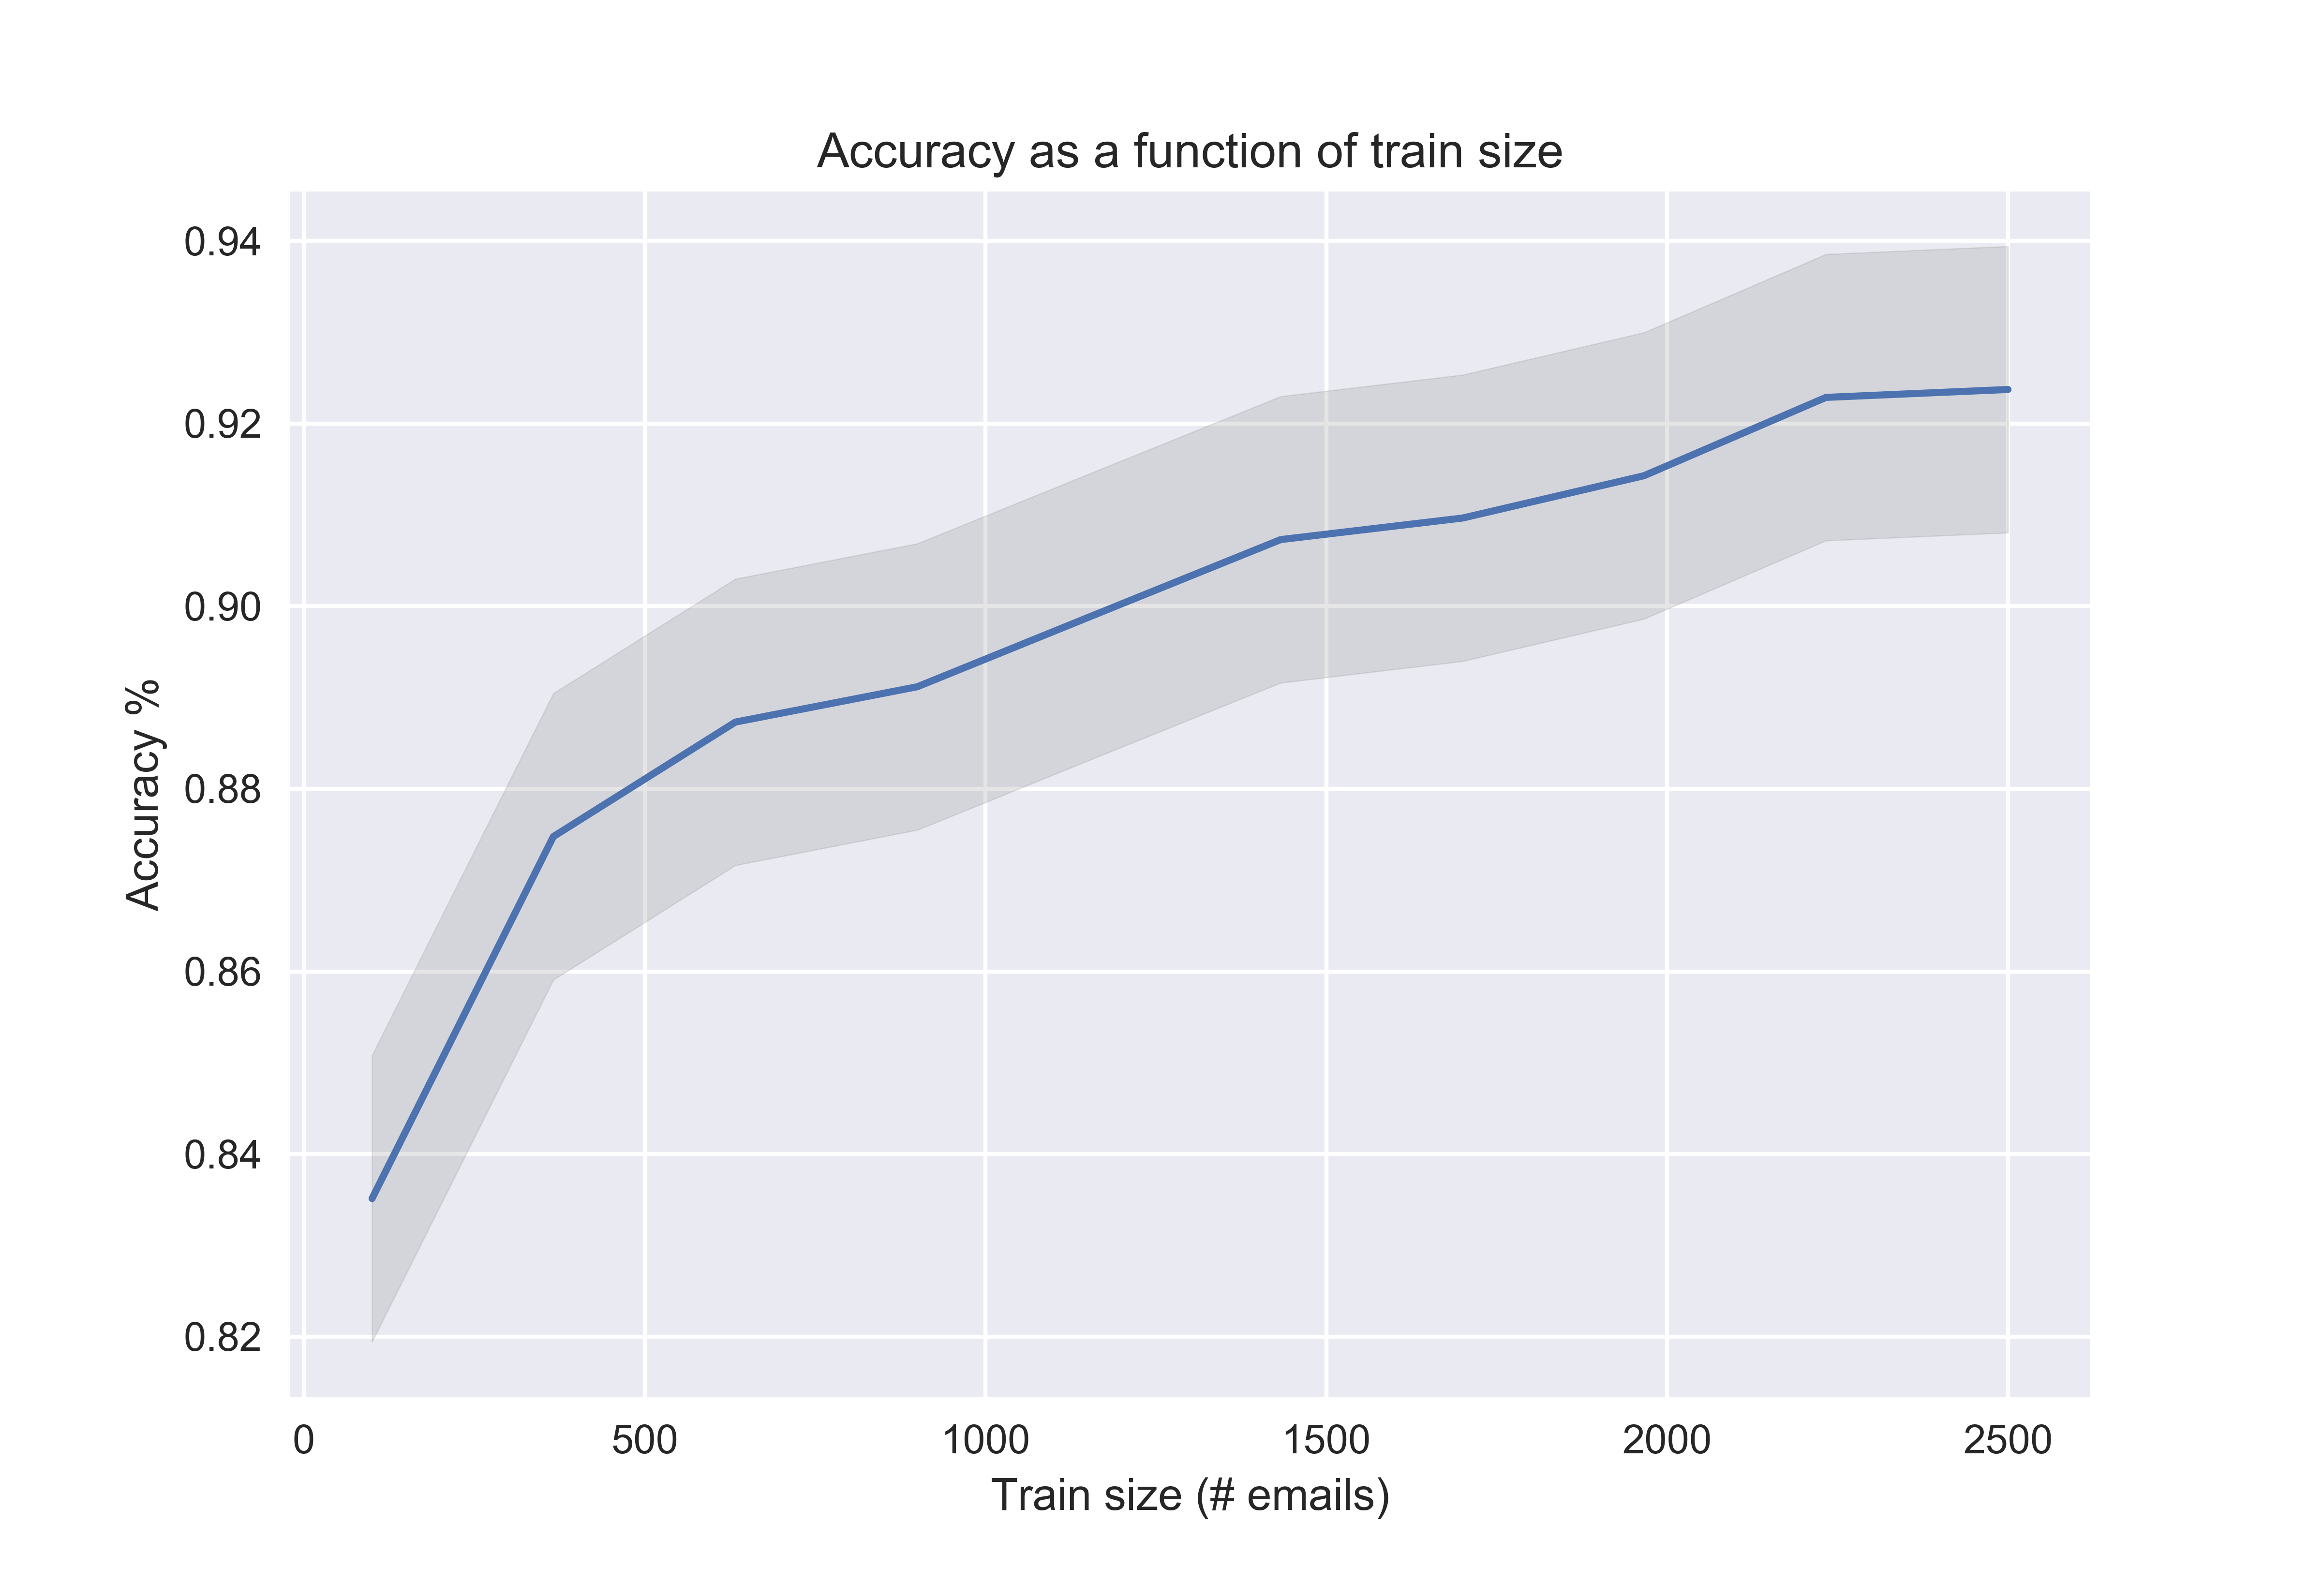 Accuracy as a function of train size
0.94
0.92
0.90
0.88
0.86
0.84
0.82
Accuracy %
0 500 1000 1500 2000 2500
Train size (# emails)